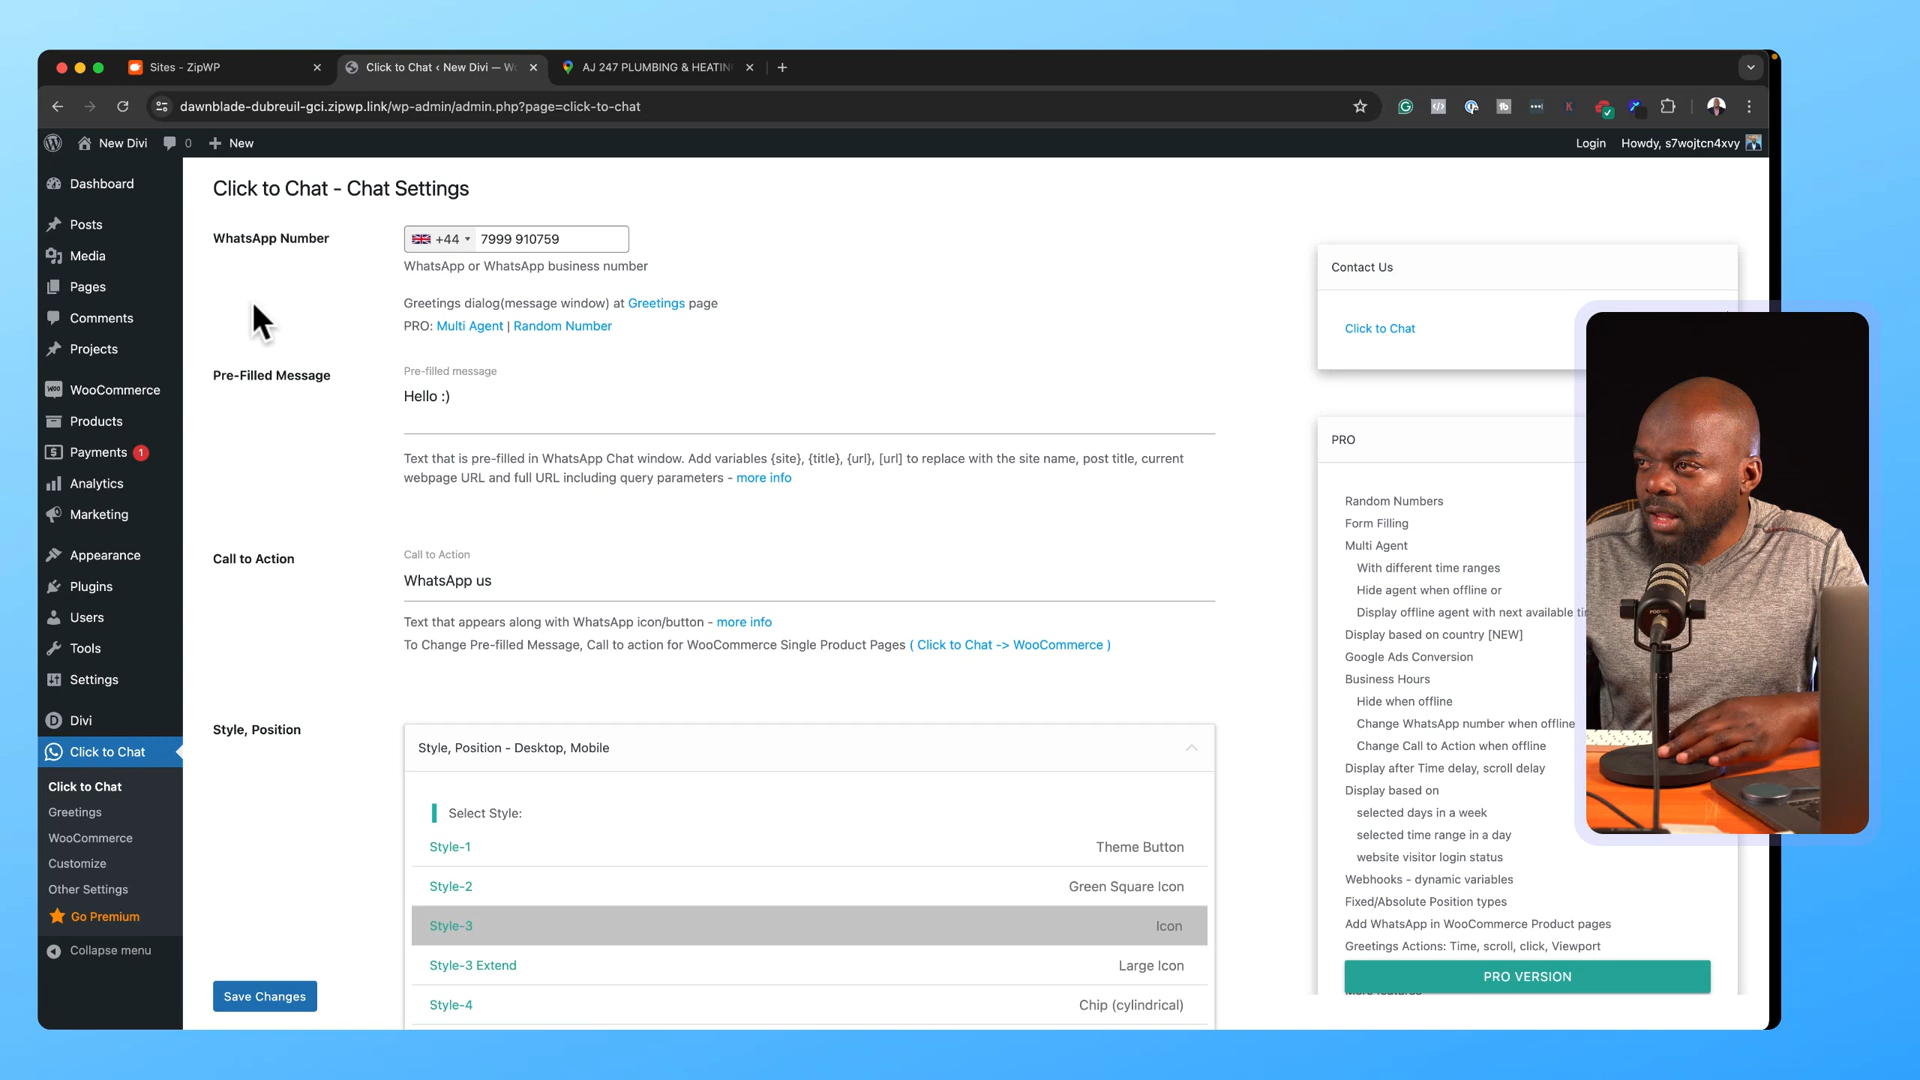 Sites - ZipWP
Click to Chat ‹ New Divi — Wo
AJ 247 PLUMBING & HEATIN
dawnblade-dubreuil-gci.zipwp.link/wp-admin/admin.php?page=click-to-chat
New Divi
0
New
Login
Howdy, s7wojtcn4xvy
Dashboard
Posts
Media
Pages
Comments
Projects
WooCommerce
Products
Payments 1
Analytics
Marketing
Appearance
Plugins
Users
Tools
Settings
Divi
Click to Chat
Click to Chat
Greetings
WooCommerce
Customize
Other Settings
Go Premium
Collapse menu
Click to Chat - Chat Settings
WhatsApp Number
+44
7999 910759
WhatsApp or WhatsApp business number
Greetings dialog(message window) at Greetings page
PRO: Multi Agent | Random Number
Pre-Filled Message
Pre-filled message
Hello :)
Text that is pre-filled in WhatsApp Chat window. Add variables {site}, {title}, {url}, [url] to replace with the site name, post title, current
webpage URL and full URL including query parameters - more info
Call to Action
Call to Action
WhatsApp us
Text that appears along with WhatsApp icon/button - more info
To Change Pre-filled Message, Call to action for WooCommerce Single Product Pages ( Click to Chat -> WooCommerce )
Style, Position
Style, Position - Desktop, Mobile
Select Style:
Style-1
Theme Button
Style-2
Green Square Icon
Style-3
Icon
Style-3 Extend
Large Icon
Style-4
Chip (cylindrical)
Save Changes
Contact Us
Click to Chat
PRO
Random Numbers
Form Filling
Multi Agent
With different time ranges
Hide agent when offline or
Display offline agent with next available
Display based on country [NEW]
Google Ads Conversion
Business Hours
Hide when offline
Change WhatsApp number when offline
Change Call to Action when offline
Display after Time delay, scroll delay
Display based on
selected days in a week
selected time range in a day
website visitor login status
Webhooks - dynamic variables
Fixed/Absolute Position types
Add WhatsApp in WooCommerce Product pages
Greetings Actions: Time, scroll, click, Viewport
PRO VERSION